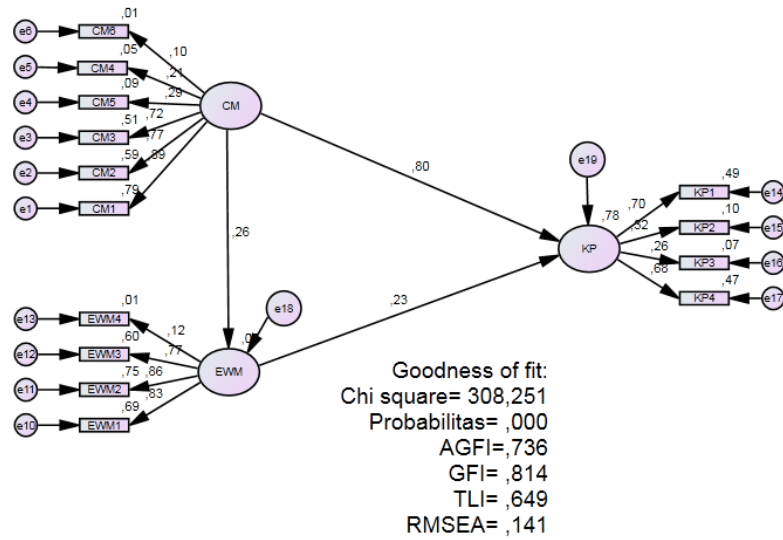 ,01
e6
CM6
,10
,05
e5
CM4
,21
,09
e4
CM5
,29
CM
,51
e3
CM3
,72
,77
,59
e2
CM2
,89
,79
e1
CM1
,80
e19
,49
KP1
e14
,70
,10
,78
KP2
e15
,32
KP
,07
,26
KP3
e16
,68
,47
KP4
e17
,26
,23
,01
e13
EWM4
,12
e18
,60
e12
EWM3
,77
,75
e11
EWM2
,86
EWM
,83
,69
e10
EWM1
Goodness of fit:
Chi square= 308,251
Probabilitas= ,000
AGFI=,736
GFI= ,814
TLI= ,649
RMSEA= ,141